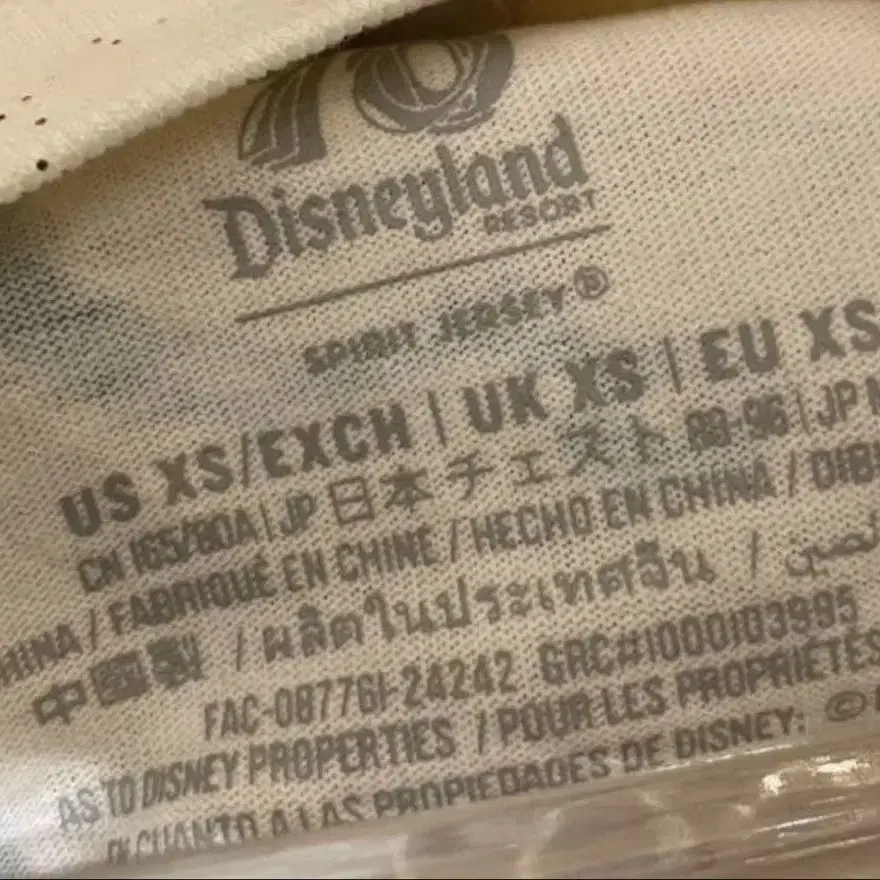 70
Disneyland
RESORT
SPIRIT JERSEY®
US XS/EXCH | UK XS | EU XS
CN 165/80A | JP 日本チェスト 88-96 | JP
CHINA / FABRIQUÉ EN CHINE / HECHO EN CHINA /
中國製 / ผลิตในประเทศจีน /
FAC-087761-24242 GRC#1000103995
AS TO DISNEY PROPERTIES / POUR LES PROPRIÉTÉS
EN CUANTO A LAS PROPIEDADES DE DISNEY: ©